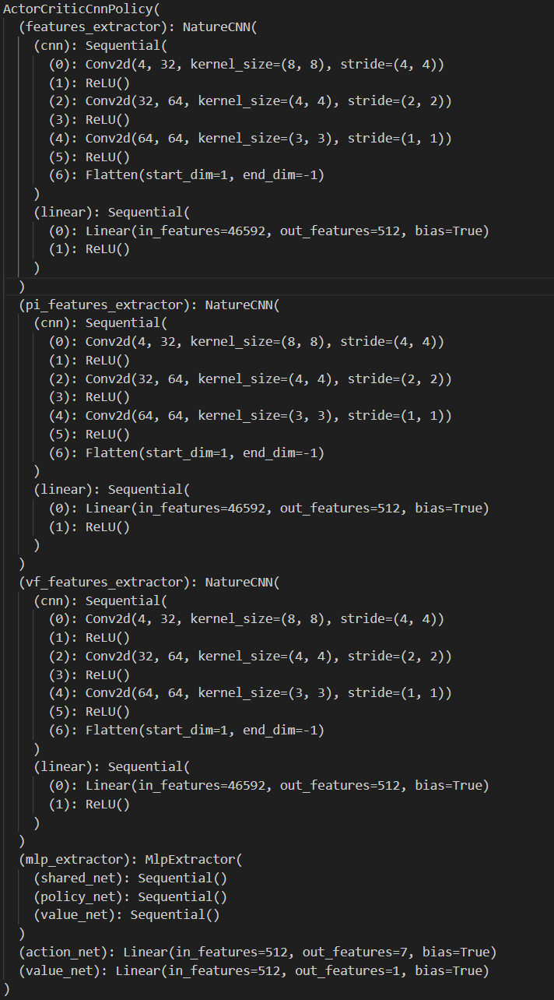 ActorCriticCnnPolicy(
  (features_extractor): NatureCNN(
    (cnn): Sequential(
      (0): Conv2d(4, 32, kernel_size=(8, 8), stride=(4, 4))
      (1): ReLU()
      (2): Conv2d(32, 64, kernel_size=(4, 4), stride=(2, 2))
      (3): ReLU()
      (4): Conv2d(64, 64, kernel_size=(3, 3), stride=(1, 1))
      (5): ReLU()
      (6): Flatten(start_dim=1, end_dim=-1)
    )
    (linear): Sequential(
      (0): Linear(in_features=46592, out_features=512, bias=True)
      (1): ReLU()
    )
  )
  (pi_features_extractor): NatureCNN(
    (cnn): Sequential(
      (0): Conv2d(4, 32, kernel_size=(8, 8), stride=(4, 4))
      (1): ReLU()
      (2): Conv2d(32, 64, kernel_size=(4, 4), stride=(2, 2))
      (3): ReLU()
      (4): Conv2d(64, 64, kernel_size=(3, 3), stride=(1, 1))
      (5): ReLU()
      (6): Flatten(start_dim=1, end_dim=-1)
    )
    (linear): Sequential(
      (0): Linear(in_features=46592, out_features=512, bias=True)
      (1): ReLU()
    )
  )
  (vf_features_extractor): NatureCNN(
    (cnn): Sequential(
      (0): Conv2d(4, 32, kernel_size=(8, 8), stride=(4, 4))
      (1): ReLU()
      (2): Conv2d(32, 64, kernel_size=(4, 4), stride=(2, 2))
      (3): ReLU()
      (4): Conv2d(64, 64, kernel_size=(3, 3), stride=(1, 1))
      (5): ReLU()
      (6): Flatten(start_dim=1, end_dim=-1)
    )
    (linear): Sequential(
      (0): Linear(in_features=46592, out_features=512, bias=True)
      (1): ReLU()
    )
  )
  (mlp_extractor): MlpExtractor(
    (shared_net): Sequential()
    (policy_net): Sequential()
    (value_net): Sequential()
  )
  (action_net): Linear(in_features=512, out_features=7, bias=True)
  (value_net): Linear(in_features=512, out_features=1, bias=True)
)